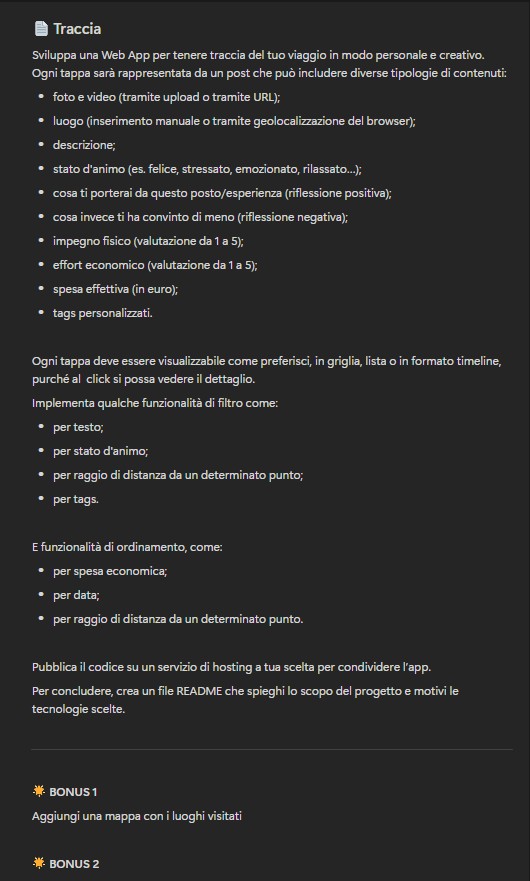 Traccia
Sviluppa una Web App per tenere traccia del tuo viaggio in modo personale e creativo.
Ogni tappa sarà rappresentata da un post che può includere diverse tipologie di contenuti:
• foto e video (tramite upload o tramite URL);
• luogo (inserimento manuale o tramite geolocalizzazione del browser);
• descrizione;
• stato d'animo (es. felice, stressato, emozionato, rilassato...);
• cosa ti porterai da questo posto/esperienza (riflessione positiva);
• cosa invece ti ha convinto di meno (riflessione negativa);
• impegno fisico (valutazione da 1 a 5);
• effort economico (valutazione da 1 a 5);
• spesa effettiva (in euro);
• tags personalizzati.
Ogni tappa deve essere visualizzabile come preferisci, in griglia, lista o in formato timeline,
purché al click si possa vedere il dettaglio.
Implementa qualche funzionalità di filtro come:
• per testo;
• per stato d'animo;
• per raggio di distanza da un determinato punto;
• per tags.
E funzionalità di ordinamento, come:
• per spesa economica;
• per data;
• per raggio di distanza da un determinato punto.
Pubblica il codice su un servizio di hosting a tua scelta per condividere l'app.
Per concludere, crea un file README che spieghi lo scopo del progetto e motivi le
tecnologie scelte.
BONUS 1
Aggiungi una mappa con i luoghi visitati
BONUS 2